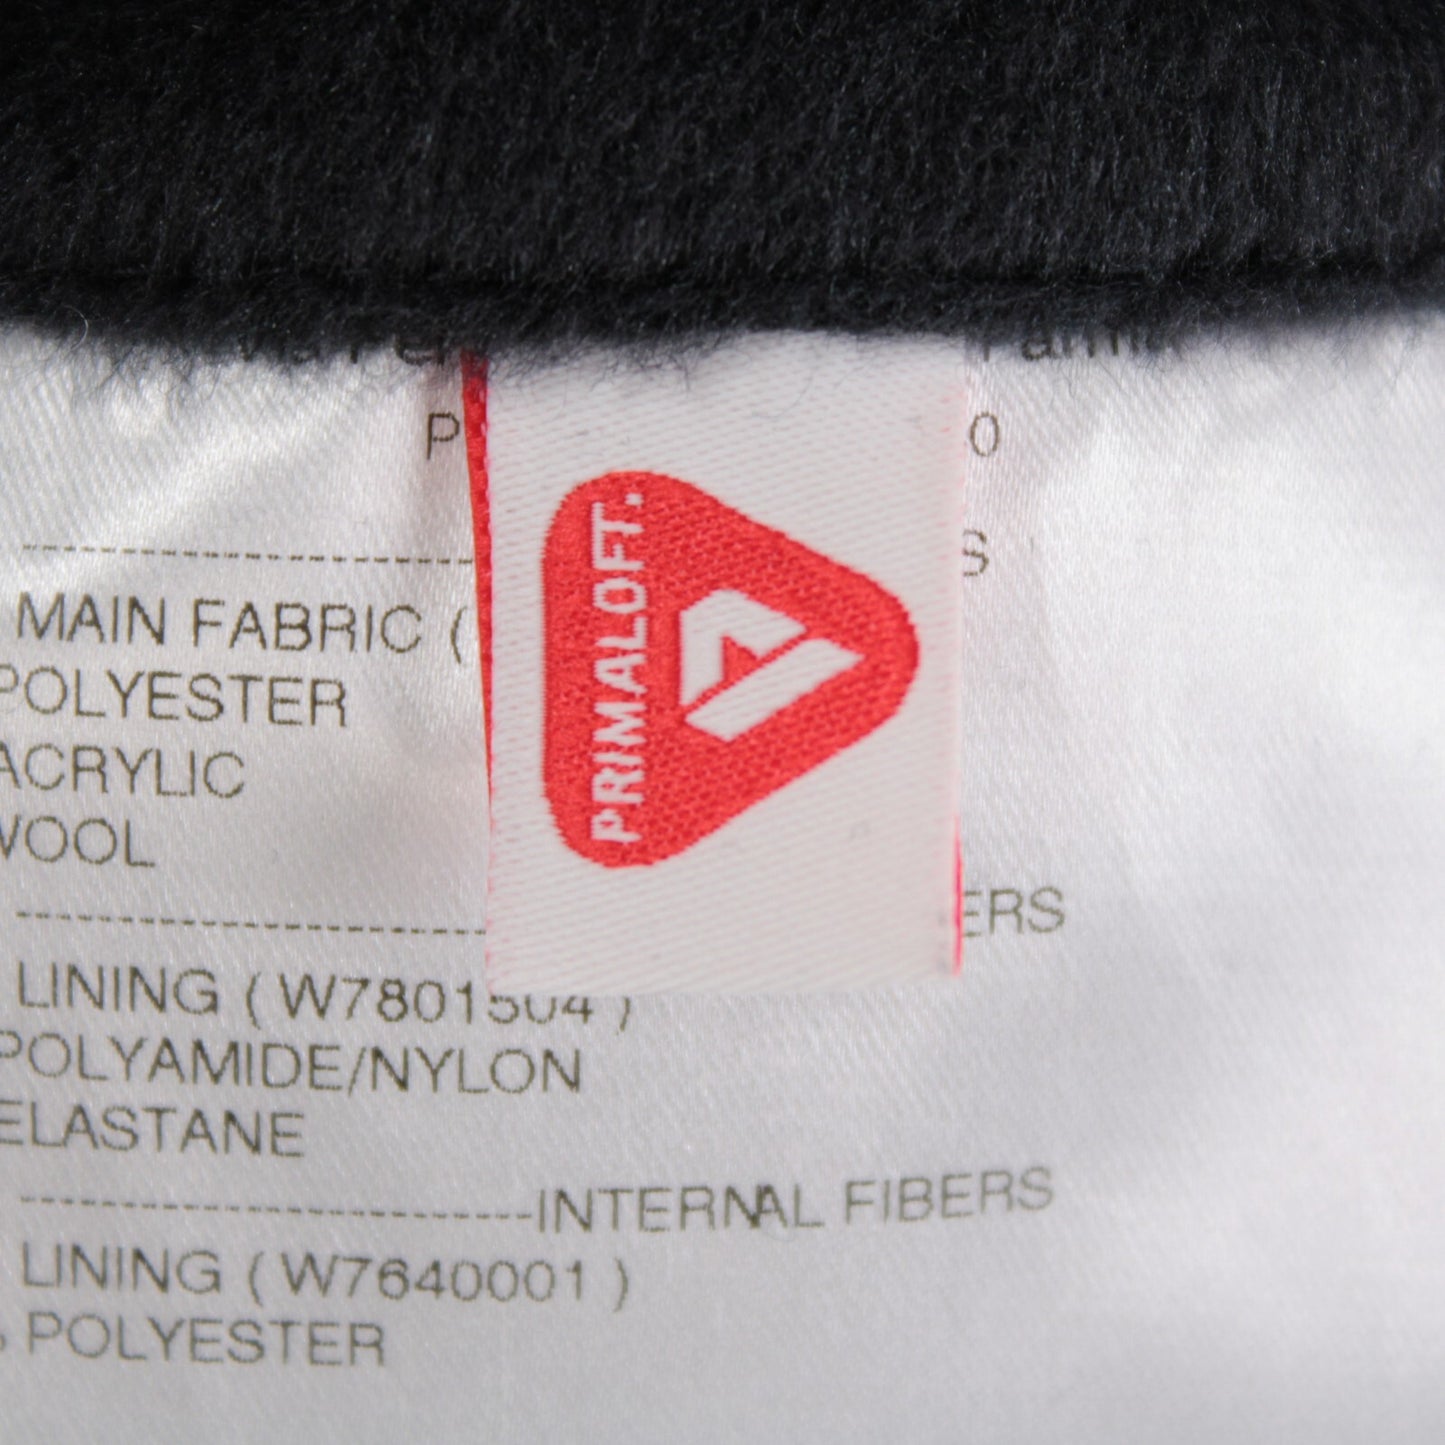 PRIMALOFT.
MAIN FABRIC (
POLYESTER
ACRYLIC
WOOL
ERS
LINING ( W7801504 )
POLYAMIDE/NYLON
ELASTANE
INTERNAL FIBERS
LINING ( W7640001 )
POLYESTER